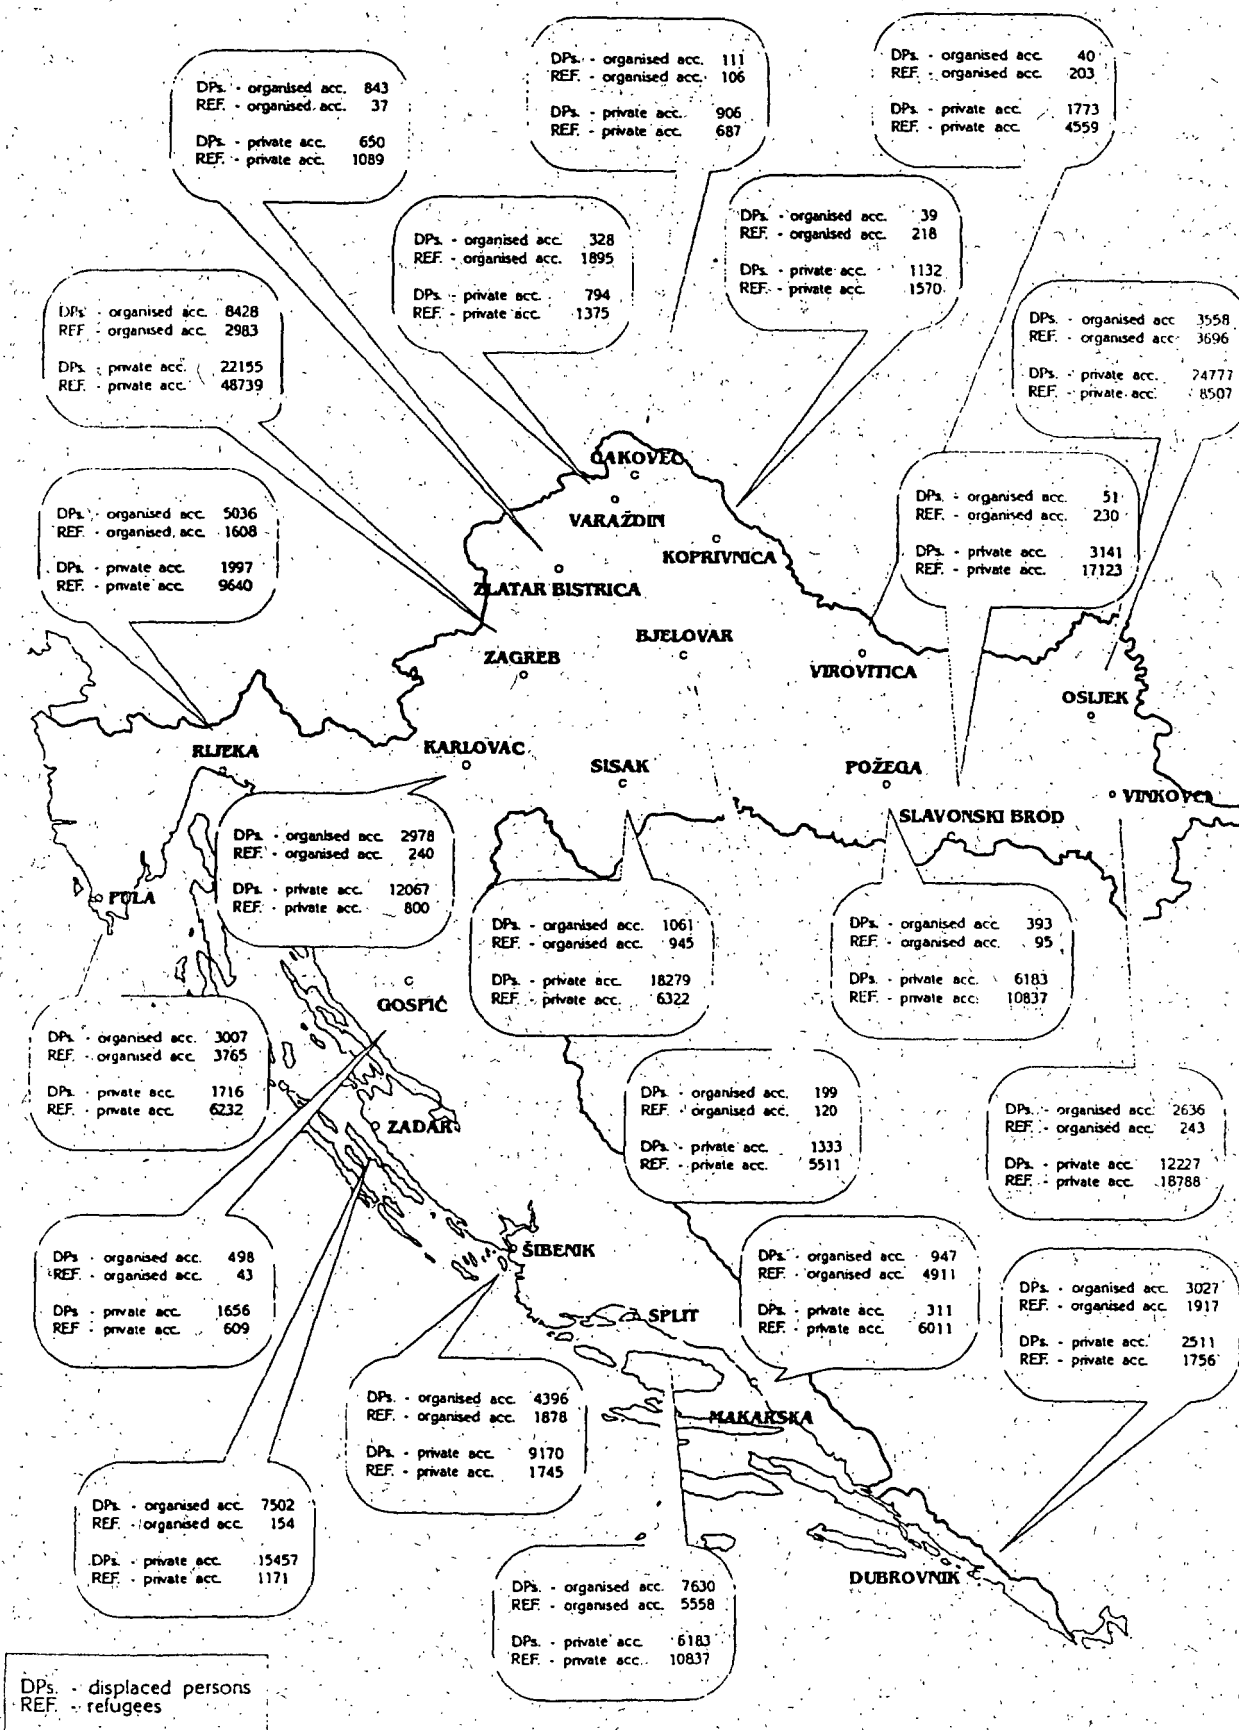 DPs. - organised acc. 843
REF. - organised acc. 37
DPs. - private acc. 650
REF. - private acc. 1089
DPs. - organised acc. 111
REF. - organised acc. 106
DPs. - private acc. 906
REF. - private acc. 687
DPs. - organised acc. 40
REF. - organised acc. 203
DPs. - private acc. 1773
REF. - private acc. 4559
DPs. - organised acc. 328
REF. - organised acc. 1895
DPs. - private acc. 794
REF. - private acc. 1375
DPs. - organised acc. 39
REF. - organised acc. 218
DPs. - private acc. 1132
REF. - private acc. 1570
DPs. - organised acc. 8428
REF. - organised acc. 2983
DPs. - private acc. 22155
REF. - private acc. 48739
DPs. - organised acc 3558
REF. - organised acc. 3696
DPs. - private acc. 24777
REF. - private acc. 8507
DPs. - organised acc. 5036
REF. - organised acc. 1608
DPs. - private acc. 1997
REF. - private acc. 9640
DPs. - organised acc. 51
REF. - organised acc. 230
DPs. - private acc. 3141
REF. - private acc. 17123
ČAKOVEC
VARAŽDIN
KOPRIVNICA
ZLATAR BISTRICA
BJELOVAR
ZAGREB
VIROVITICA
OSIJEK
RIJEKA
KARLOVAC
SISAK
POŽEGA
VINKOVCI
SLAVONSKI BROD
PULA
DPs. - organised acc. 2978
REF. - organised acc. 240
DPs. - private acc. 12067
REF. - private acc. 800
DPs. - organised acc. 1061
REF. - organised acc. 945
DPs. - private acc. 18279
REF. - private acc. 6322
DPs. - organised acc. 393
REF. - organised acc. 95
DPs. - private acc. 6183
REF. - private acc. 10837
GOSPIĆ
DPs. - organised acc. 3007
REF. - organised acc. 3765
DPs. - private acc. 1716
REF. - private acc. 6232
ZADAR
DPs. - organised acc. 199
REF. - organised acc. 120
DPs. - private acc. 1333
REF. - private acc. 5511
DPs. - organised acc. 2636
REF. - organised acc. 243
DPs. - private acc. 12227
REF. - private acc. 18788
DPs - organised acc. 498
REF. - organised acc. 43
DPs - private acc. 1656
REF - private acc. 609
ŠIBENIK
SPLIT
DPs. - organised acc. 947
REF. - organised acc. 4911
DPs. - private acc. 311
REF. - private acc. 6011
DPs. - organised acc. 3027
REF. - organised acc. 1917
DPs. - private acc. 2511
REF. - private acc. 1756
MAKARSKA
DPs. - organised acc. 4396
REF. - organised acc. 1878
DPs. - private acc. 9170
REF. - private acc. 1745
DPs. - organised acc. 7502
REF. - organised acc. 154
DPs. - private acc. 15457
REF. - private acc. 1171
DUBROVNIK
DPs. - organised acc. 7630
REF. - organised acc. 5558
DPs. - private acc. 6183
REF. - private acc. 10837
DPs. - displaced persons
REF. - refugees